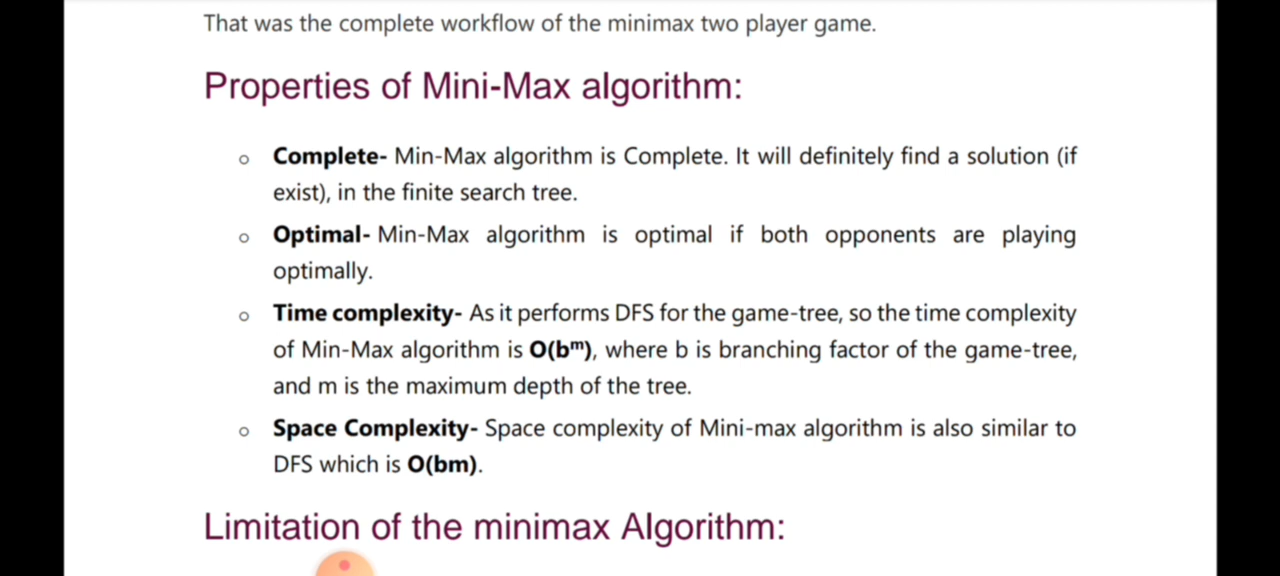 That was the complete workflow of the minimax two player game.
Properties of Mini-Max algorithm:
○ Complete- Min-Max algorithm is Complete. It will definitely find a solution (if
exist), in the finite search tree.
○ Optimal- Min-Max algorithm is optimal if both opponents are playing
optimally.
○ Time complexity- As it performs DFS for the game-tree, so the time complexity
of Min-Max algorithm is O(bᵐ), where b is branching factor of the game-tree,
and m is the maximum depth of the tree.
○ Space Complexity- Space complexity of Mini-max algorithm is also similar to
DFS which is O(bm).
Limitation of the minimax Algorithm: